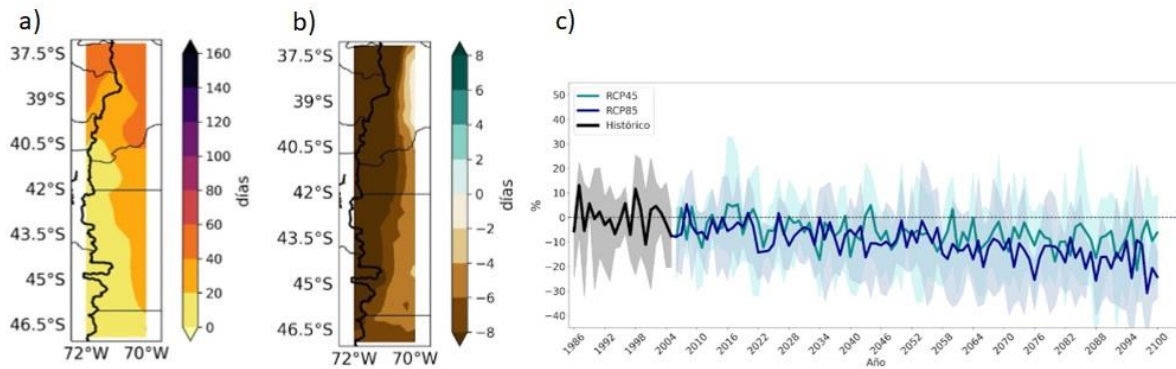 a)
37.5°S
39°S
40.5°S
42°S
43.5°S
45°S
46.5°S
72°W 70°W
160
140
120
100
80
60
40
20
0
días
b)
37.5°S
39°S
40.5°S
42°S
43.5°S
45°S
46.5°S
72°W 70°W
8
6
4
2
0
−2
−4
−6
−8
días
c)
RCP45
RCP85
Histórico
50
40
30
20
10
0
−10
−20
−30
−40
%
1986 1992 1998 2004 2010 2016 2022 2028 2034 2040 2046 2052 2058 2064 2070 2076 2082 2088 2094 2100
Año